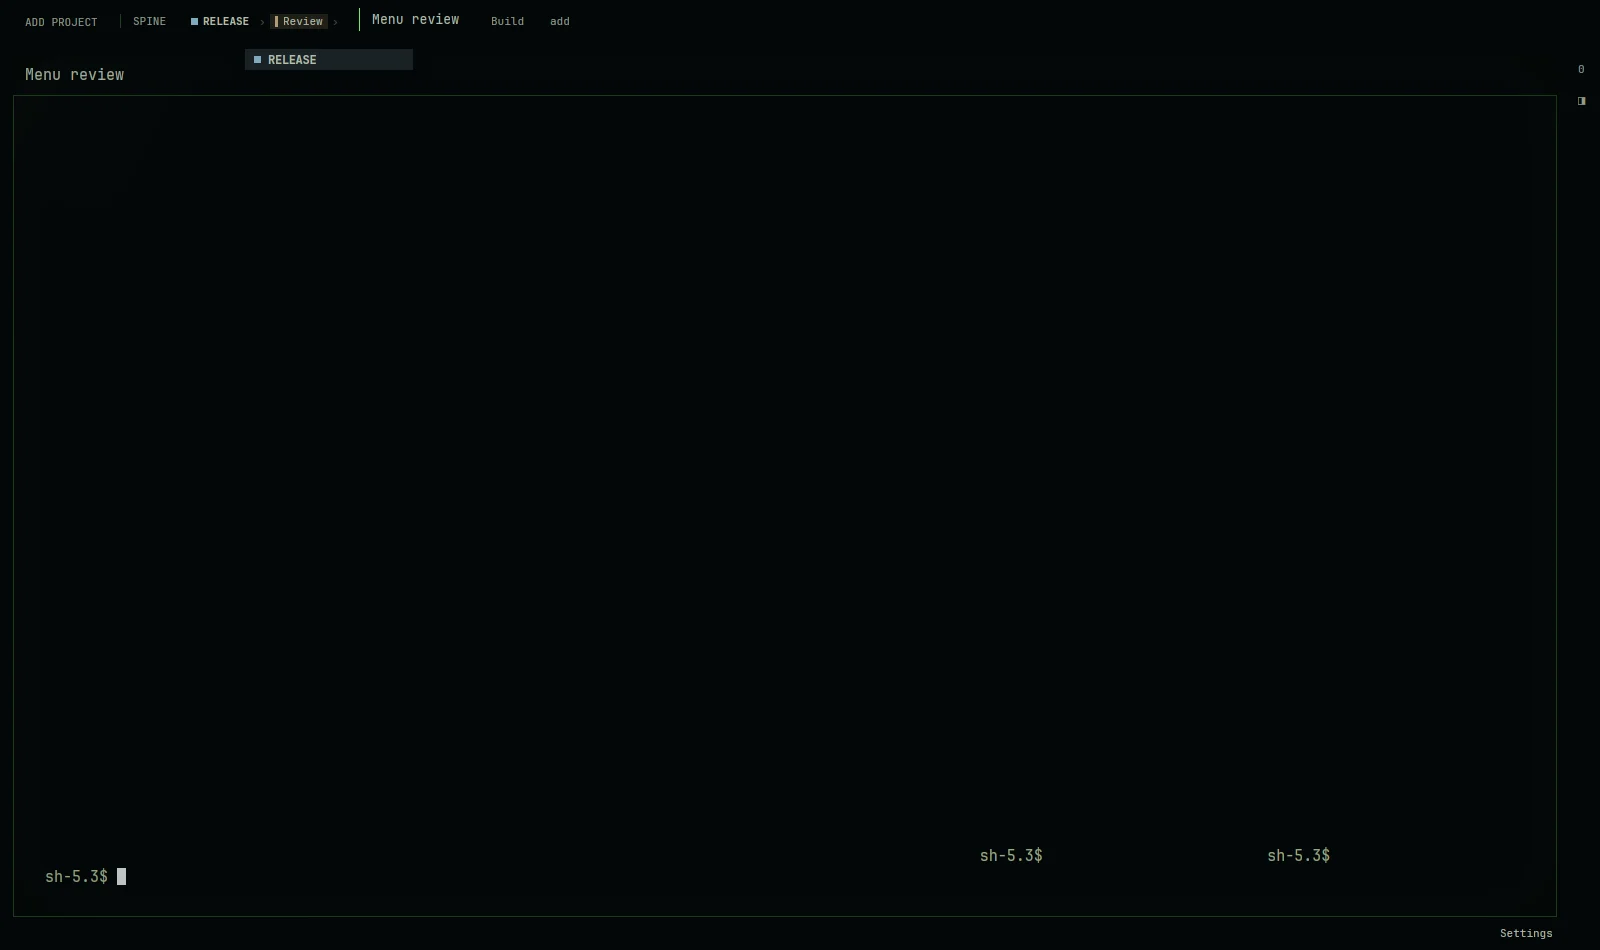 ADD PROJECT SPINE RELEASE › Review › Menu review Build add
RELEASE
Menu review
0
sh-5.3$ sh-5.3$
sh-5.3$
Settings